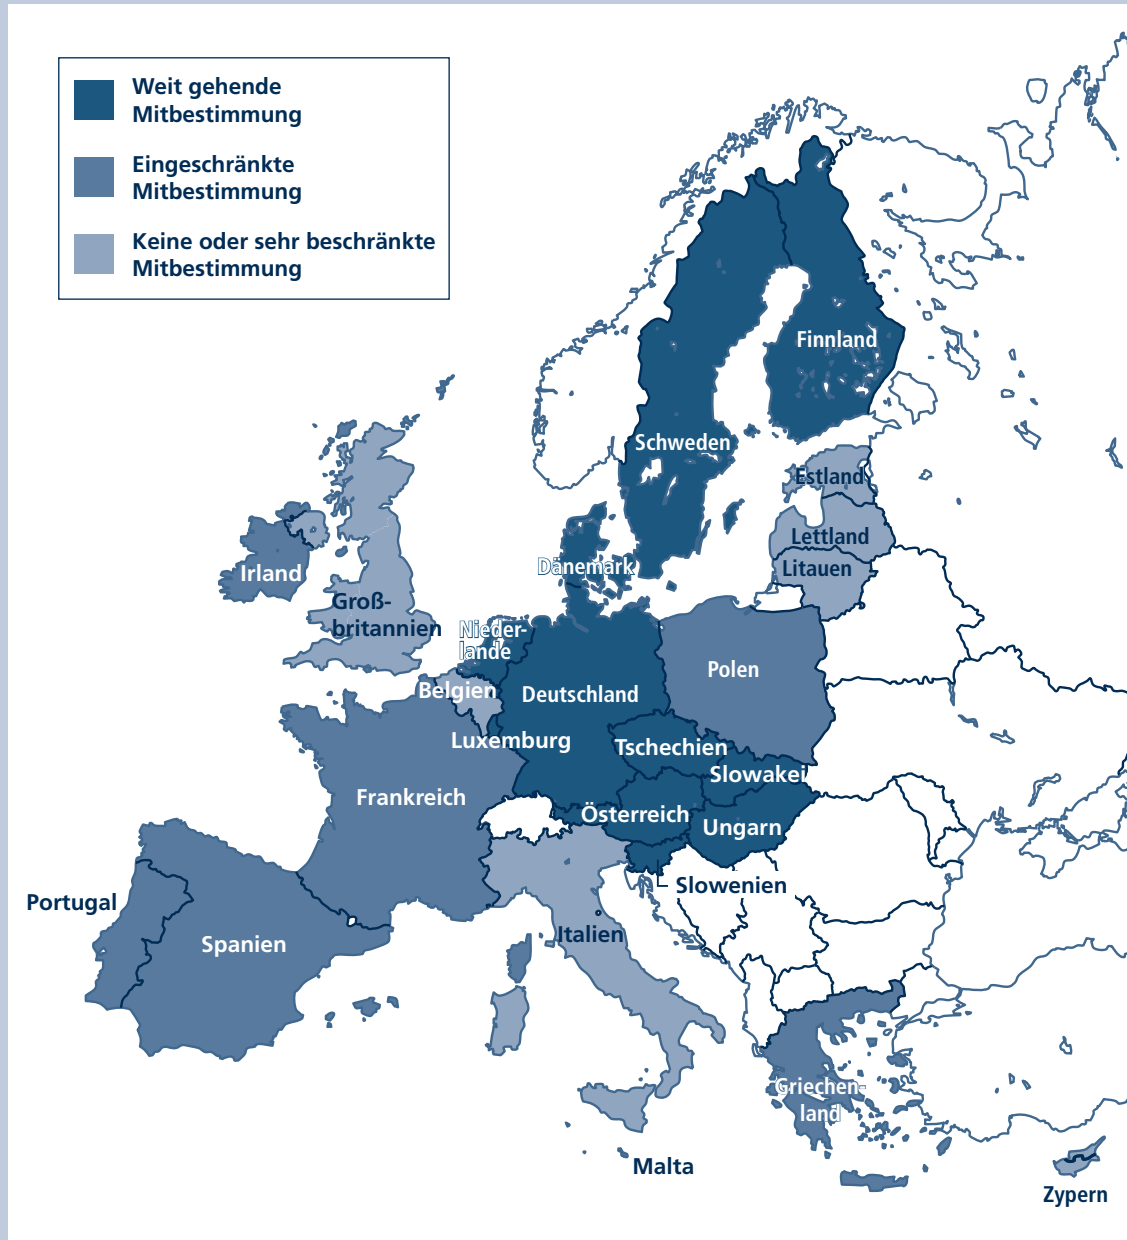 Weit gehende
Mitbestimmung
Eingeschränkte
Mitbestimmung
Keine oder sehr beschränkte
Mitbestimmung
Finnland
Schweden
Estland
Lettland
Litauen
Dänemark
Irland
Groß-
britannien
Nieder-
lande
Belgien
Deutschland
Polen
Luxemburg
Tschechien
Slowakei
Frankreich
Österreich
Ungarn
Slowenien
Portugal
Spanien
Italien
Griechen-
land
Malta
Zypern